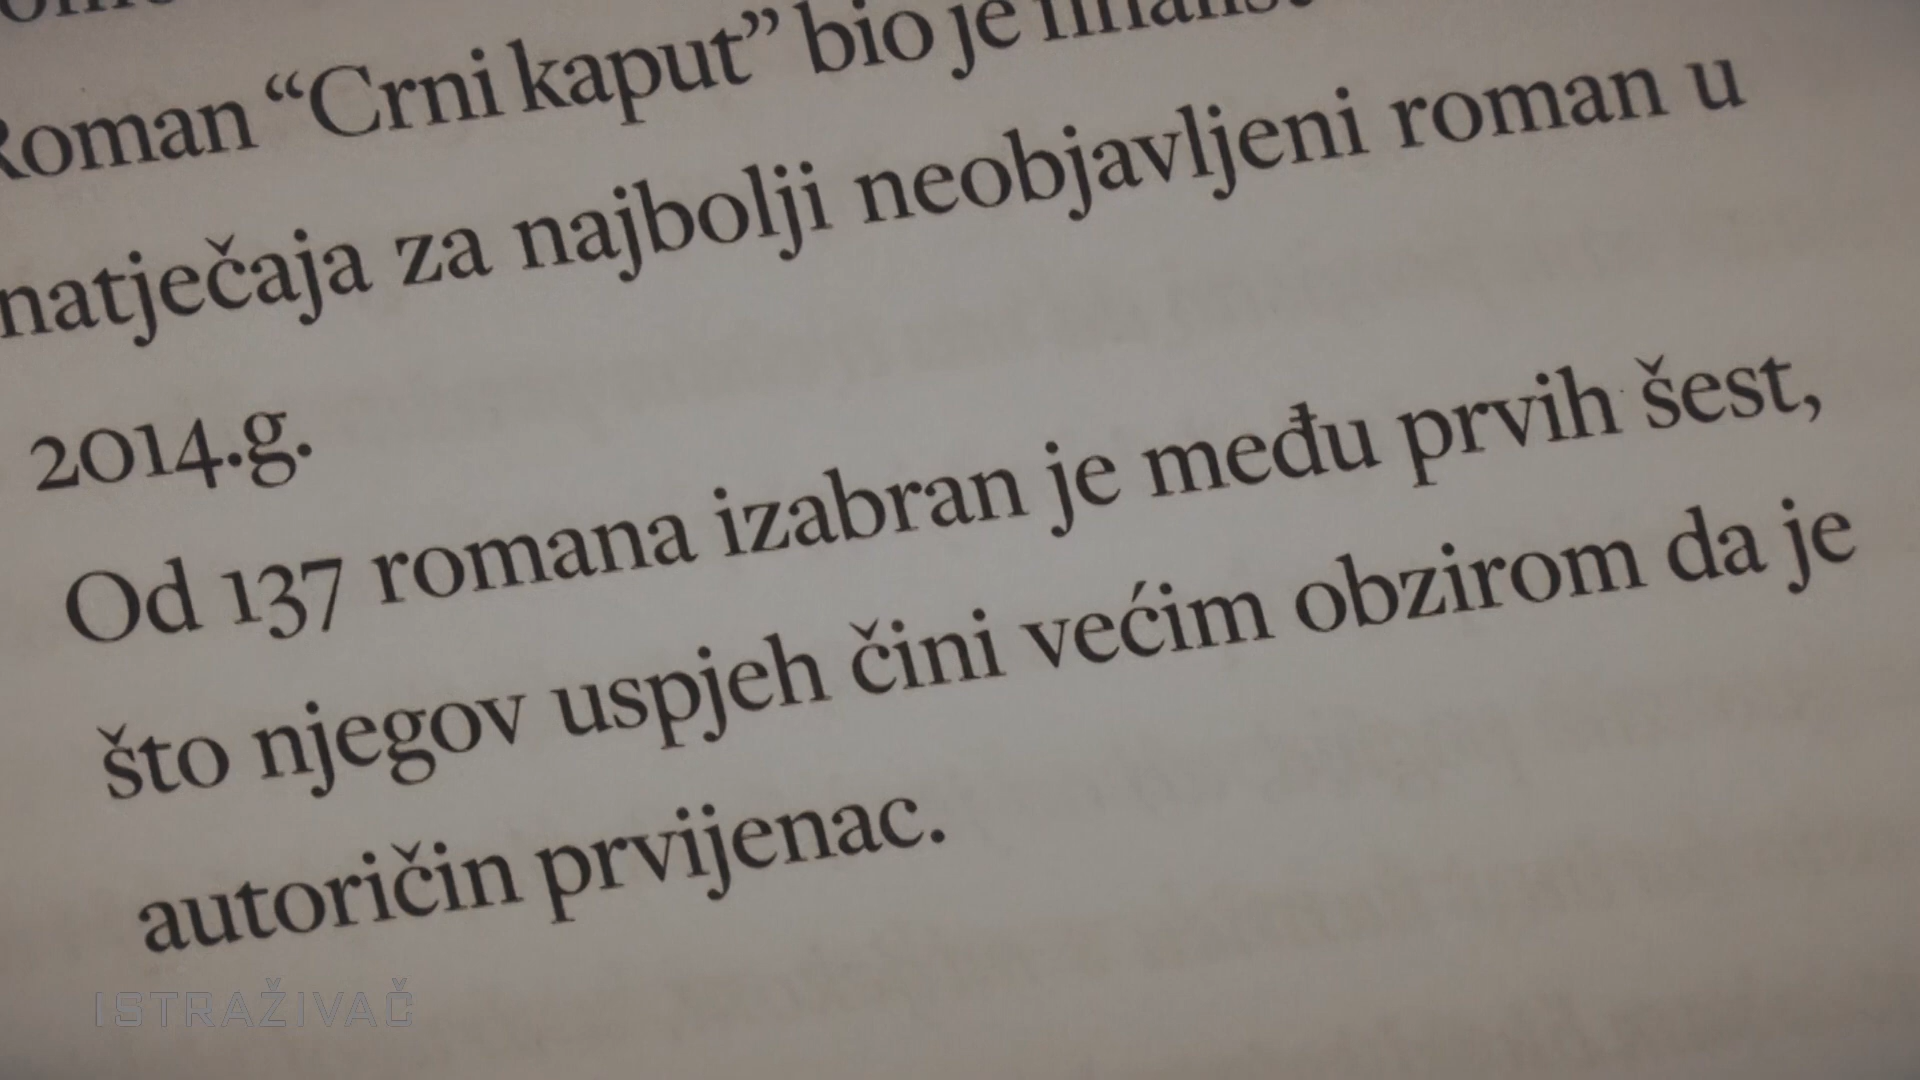 Roman “Crni kaput” bio je
natječaja za najbolji neobjavljeni roman u
2014.g.
Od 137 romana izabran je među prvih šest,
što njegov uspjeh čini većim obzirom da je
autoričin prvijenac.
ISTRAŽIVAČ